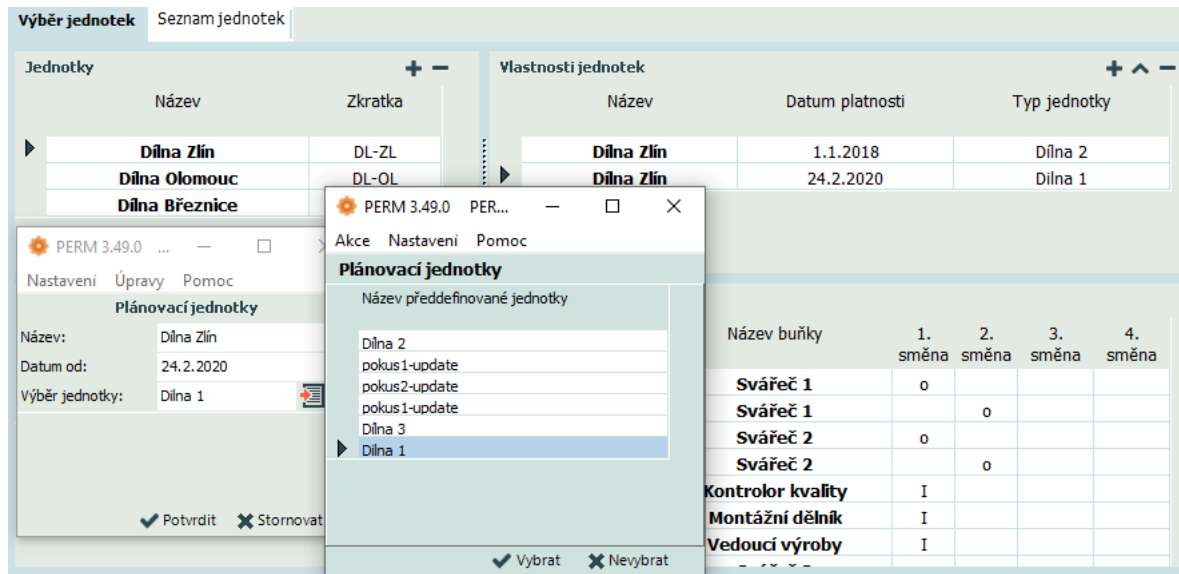 Výběr jednotek Seznam jednotek
Jednotky
Název Zkratka
Dílna Zlín DL-ZL
Dílna Olomouc DL-OL
Dílna Březnice
Vlastnosti jednotek
Název Datum platnosti Typ jednotky
Dílna Zlín 1.1.2018 Dílna 2
Dílna Zlín 24.2.2020 Dilna 1
PERM 3.49.0 ...
Nastavení Úpravy Pomoc
Plánovací jednotky
Název: Dílna Zlín
Datum od: 24.2.2020
Výběr jednotky: Dilna 1
Potvrdit Stornovat
PERM 3.49.0 PER...
Akce Nastavení Pomoc
Plánovací jednotky
Název předdefinované jednotky
Dílna 2
pokus1-update
pokus2-update
pokus1-update
Dílna 3
Dilna 1
Vybrat Nevybrat
Název buňky 1. směna 2. směna 3. směna 4. směna
Svářeč 1 o
Svářeč 1 o
Svářeč 2 o
Svářeč 2 o
Kontrolor kvality I
Montážní dělník I
Vedoucí výroby I